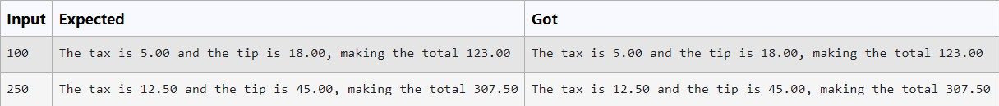 Input Expected Got
100 The tax is 5.00 and the tip is 18.00, making the total 123.00 The tax is 5.00 and the tip is 18.00, making the total 123.00
250 The tax is 12.50 and the tip is 45.00, making the total 307.50 The tax is 12.50 and the tip is 45.00, making the total 307.50